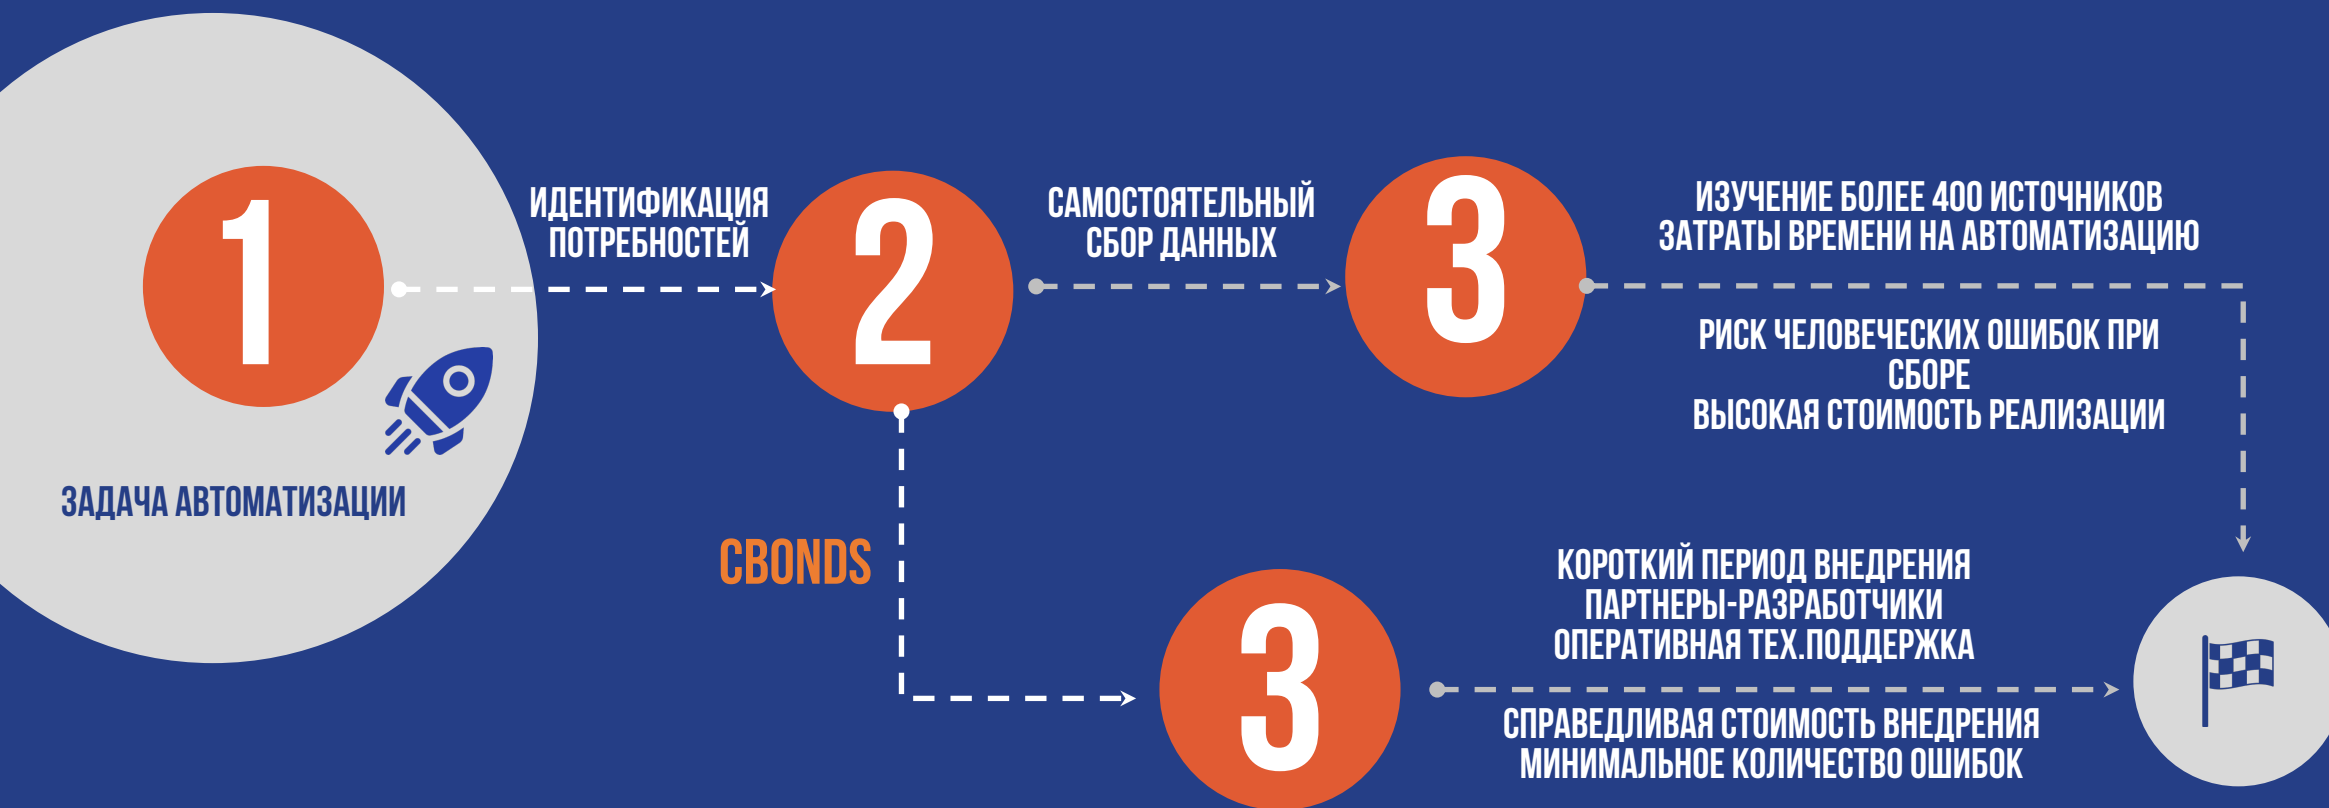 1
ЗАДАЧА АВТОМАТИЗАЦИИ
ИДЕНТИФИКАЦИЯ
ПОТРЕБНОСТЕЙ
2
САМОСТОЯТЕЛЬНЫЙ
СБОР ДАННЫХ
3
ИЗУЧЕНИЕ БОЛЕЕ 400 ИСТОЧНИКОВ
ЗАТРАТЫ ВРЕМЕНИ НА АВТОМАТИЗАЦИЮ
РИСК ЧЕЛОВЕЧЕСКИХ ОШИБОК ПРИ
СБОРЕ
ВЫСОКАЯ СТОИМОСТЬ РЕАЛИЗАЦИИ
CBONDS
3
КОРОТКИЙ ПЕРИОД ВНЕДРЕНИЯ
ПАРТНЕРЫ-РАЗРАБОТЧИКИ
ОПЕРАТИВНАЯ ТЕХ.ПОДДЕРЖКА
СПРАВЕДЛИВАЯ СТОИМОСТЬ ВНЕДРЕНИЯ
МИНИМАЛЬНОЕ КОЛИЧЕСТВО ОШИБОК